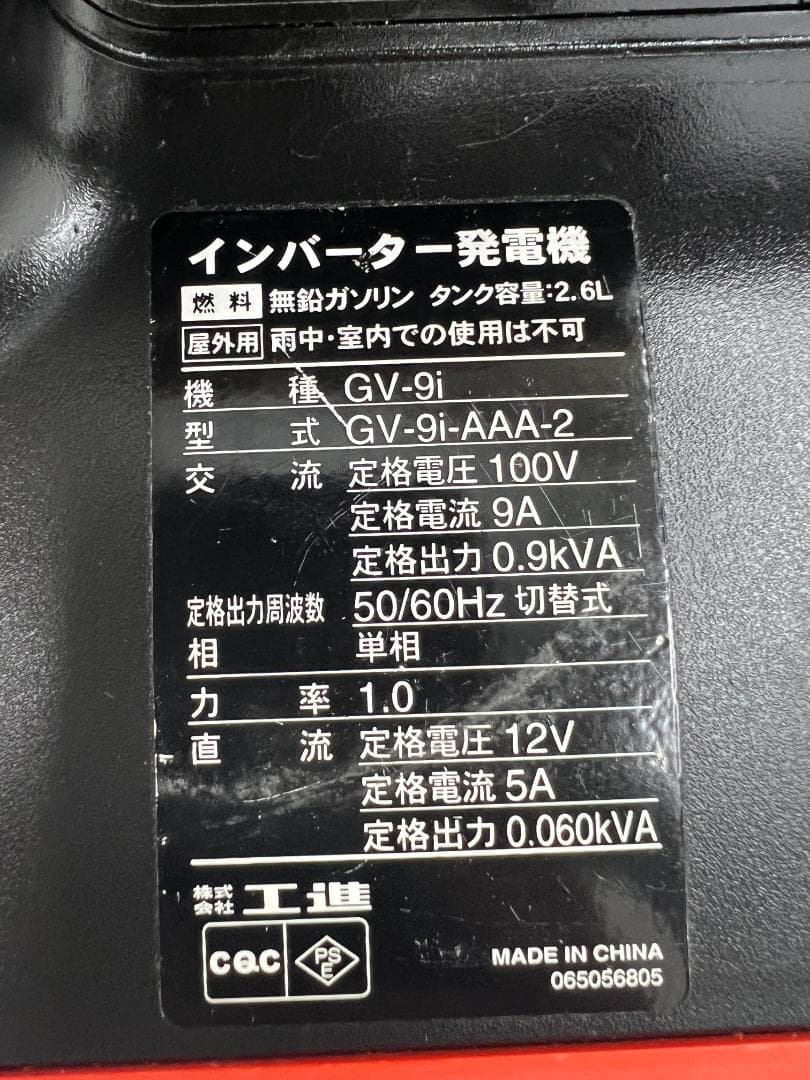 インバーター発電機
燃料 無鉛ガソリン タンク容量:2.6L
屋外用 雨中・室内での使用は不可
機種 GV-9i
型式 GV-9i-AAA-2
交流 定格電圧 100V
定格電流 9A
定格出力 0.9kVA
定格出力周波数 50/60Hz 切替式
相 単相
力率 1.0
直流 定格電圧 12V
定格電流 5A
定格出力 0.060kVA
株式会社 工進
CQC PSE
MADE IN CHINA
065056805